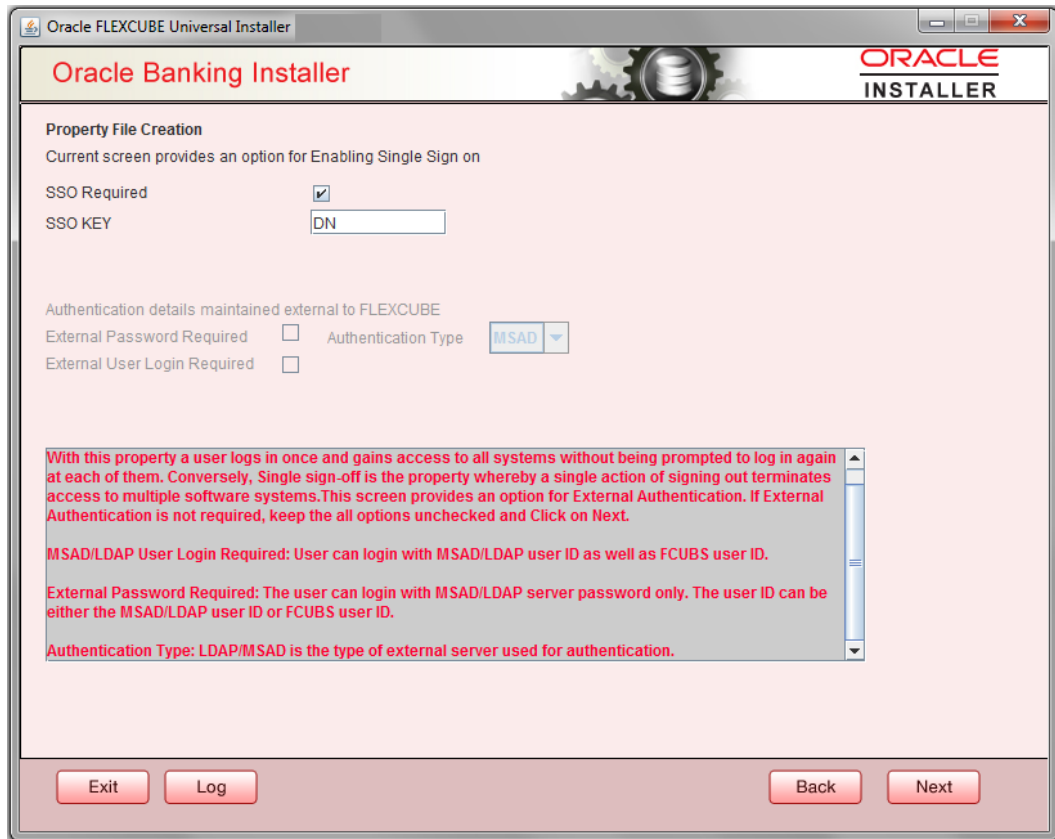 Oracle FLEXCUBE Universal Installer
Oracle Banking Installer
ORACLE
INSTALLER
Property File Creation
Current screen provides an option for Enabling Single Sign on
SSO Required
SSO KEY
DN
Authentication details maintained external to FLEXCUBE
External Password Required
Authentication Type
MSAD
External User Login Required
With this property a user logs in once and gains access to all systems without being prompted to log in again
at each of them. Conversely, Single sign-off is the property whereby a single action of signing out terminates
access to multiple software systems.This screen provides an option for External Authentication. If External
Authentication is not required, keep the all options unchecked and Click on Next.
MSAD/LDAP User Login Required: User can login with MSAD/LDAP user ID as well as FCUBS user ID.
External Password Required: The user can login with MSAD/LDAP server password only. The user ID can be
either the MSAD/LDAP user ID or FCUBS user ID.
Authentication Type: LDAP/MSAD is the type of external server used for authentication.
Exit
Log
Back
Next